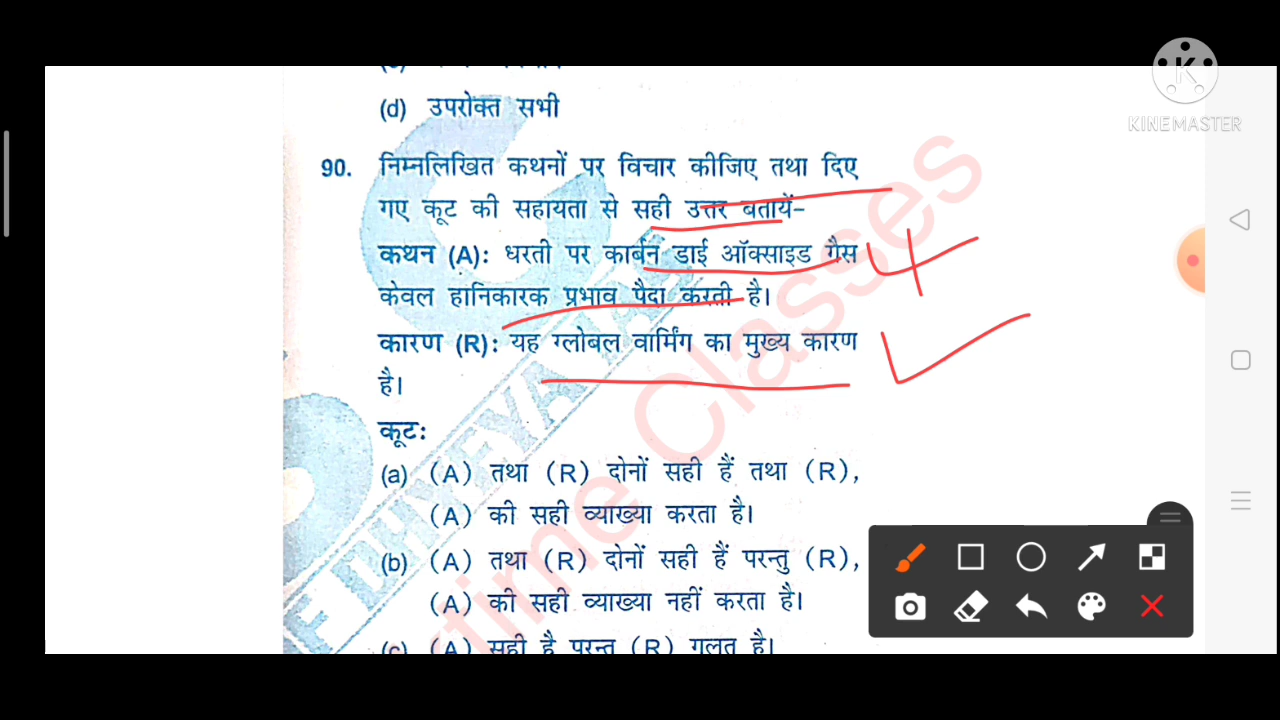 (d) उपरोक्त सभी
90. निम्नलिखित कथनों पर विचार कीजिए तथा दिए
गए कूट की सहायता से सही उत्तर बतायें-
कथन (A): धरती पर कार्बन डाई ऑक्साइड गैस
केवल हानिकारक प्रभाव पैदा करती है।
कारण (R): यह ग्लोबल वार्मिंग का मुख्य कारण
है।
कूट:
(a) (A) तथा (R) दोनों सही हैं तथा (R),
(A) की सही व्याख्या करता है।
(b) (A) तथा (R) दोनों सही हैं परन्तु (R),
(A) की सही व्याख्या नहीं करता है।
(c) (A) सही है परन्तु (R) गलत है।
K
KINEMASTER
time Classes